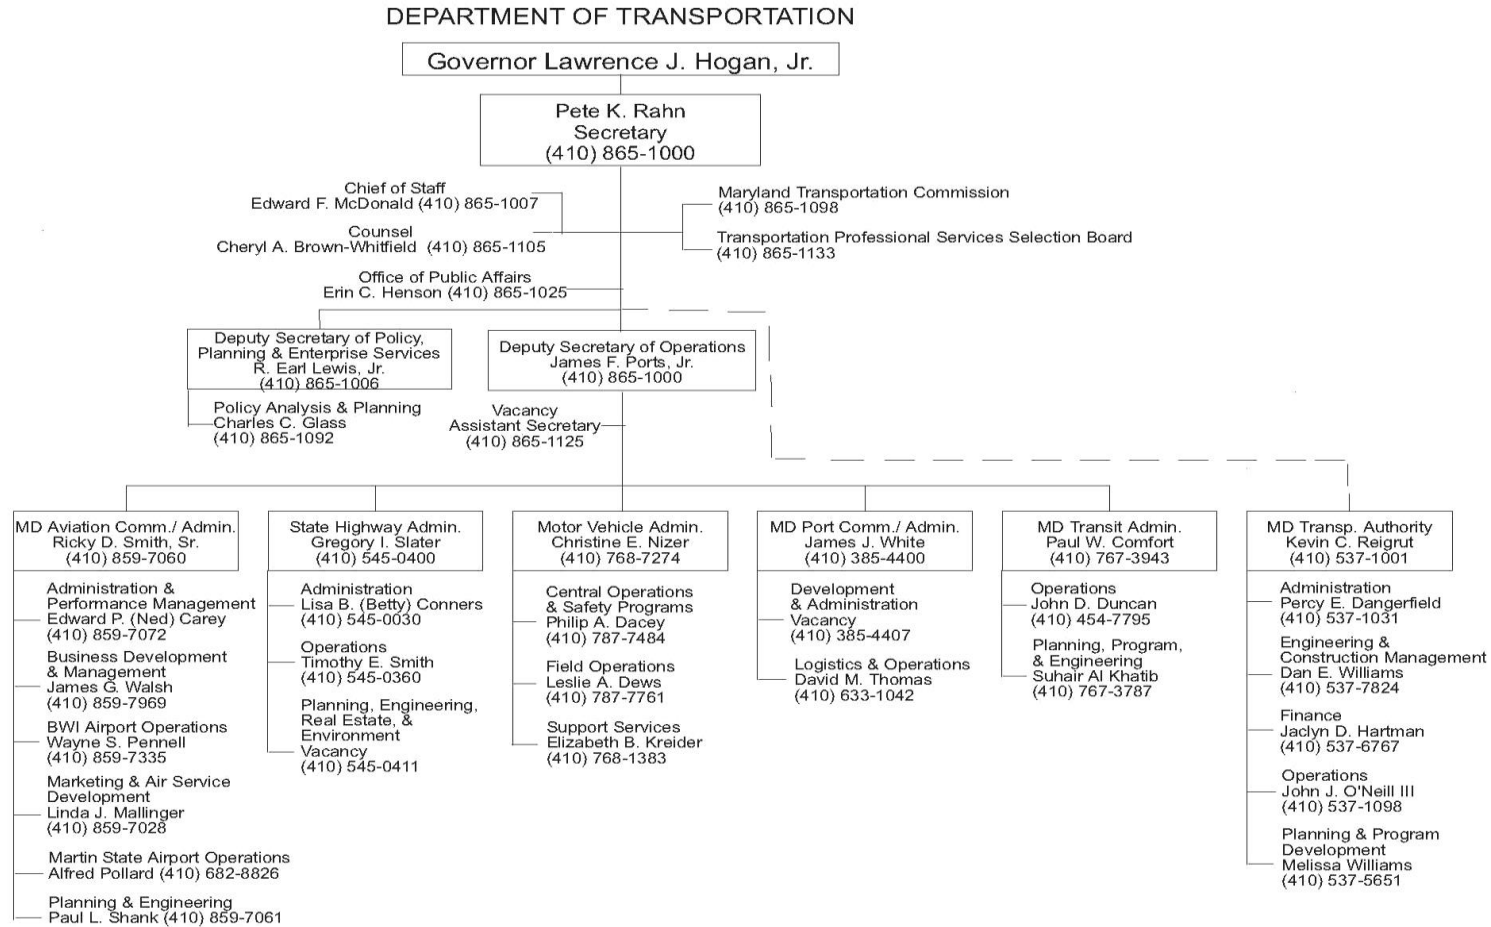 DEPARTMENT OF TRANSPORTATION
Governor Lawrence J. Hogan, Jr.
Pete K. Rahn
Secretary
(410) 865-1000
Chief of Staff
Edward F. McDonald (410) 865-1007
Counsel
Cheryl A. Brown-Whitfield (410) 865-1105
Office of Public Affairs
Erin C. Henson (410) 865-1025
Maryland Transportation Commission
(410) 865-1098
Transportation Professional Services Selection Board
(410) 865-1133
Deputy Secretary of Policy,
Planning & Enterprise Services
R. Earl Lewis, Jr.
(410) 865-1006
Policy Analysis & Planning
Charles C. Glass
(410) 865-1092
Deputy Secretary of Operations
James F. Ports, Jr.
(410) 865-1000
Vacancy
Assistant Secretary
(410) 865-1125
MD Aviation Comm./ Admin.
Ricky D. Smith, Sr.
(410) 859-7060
Administration &
Performance Management
Edward P. (Ned) Carey
(410) 859-7072
Business Development
& Management
James G. Walsh
(410) 859-7969
BWI Airport Operations
Wayne S. Pennell
(410) 859-7335
Marketing & Air Service
Development
Linda J. Mallinger
(410) 859-7028
Martin State Airport Operations
Alfred Pollard (410) 682-8826
Planning & Engineering
Paul L. Shank (410) 859-7061
State Highway Admin.
Gregory I. Slater
(410) 545-0400
Administration
Lisa B. (Betty) Conners
(410) 545-0030
Operations
Timothy E. Smith
(410) 545-0360
Planning, Engineering,
Real Estate, &
Environment
Vacancy
(410) 545-0411
Motor Vehicle Admin.
Christine E. Nizer
(410) 768-7274
Central Operations
& Safety Programs
Philip A. Dacey
(410) 787-7484
Field Operations
Leslie A. Dews
(410) 787-7761
Support Services
Elizabeth B. Kreider
(410) 768-1383
MD Port Comm./ Admin.
James J. White
(410) 385-4400
Development
& Administration
Vacancy
(410) 385-4407
Logistics & Operations
David M. Thomas
(410) 633-1042
MD Transit Admin.
Paul W. Comfort
(410) 767-3943
Operations
John D. Duncan
(410) 454-7795
Planning, Program,
& Engineering
Suhair Al Khatib
(410) 767-3787
MD Transp. Authority
Kevin C. Reigrut
(410) 537-1001
Administration
Percy E. Dangerfield
(410) 537-1031
Engineering &
Construction Management
Dan E. Williams
(410) 537-7824
Finance
Jaclyn D. Hartman
(410) 537-6767
Operations
John J. O'Neill III
(410) 537-1098
Planning & Program
Development
Melissa Williams
(410) 537-5651